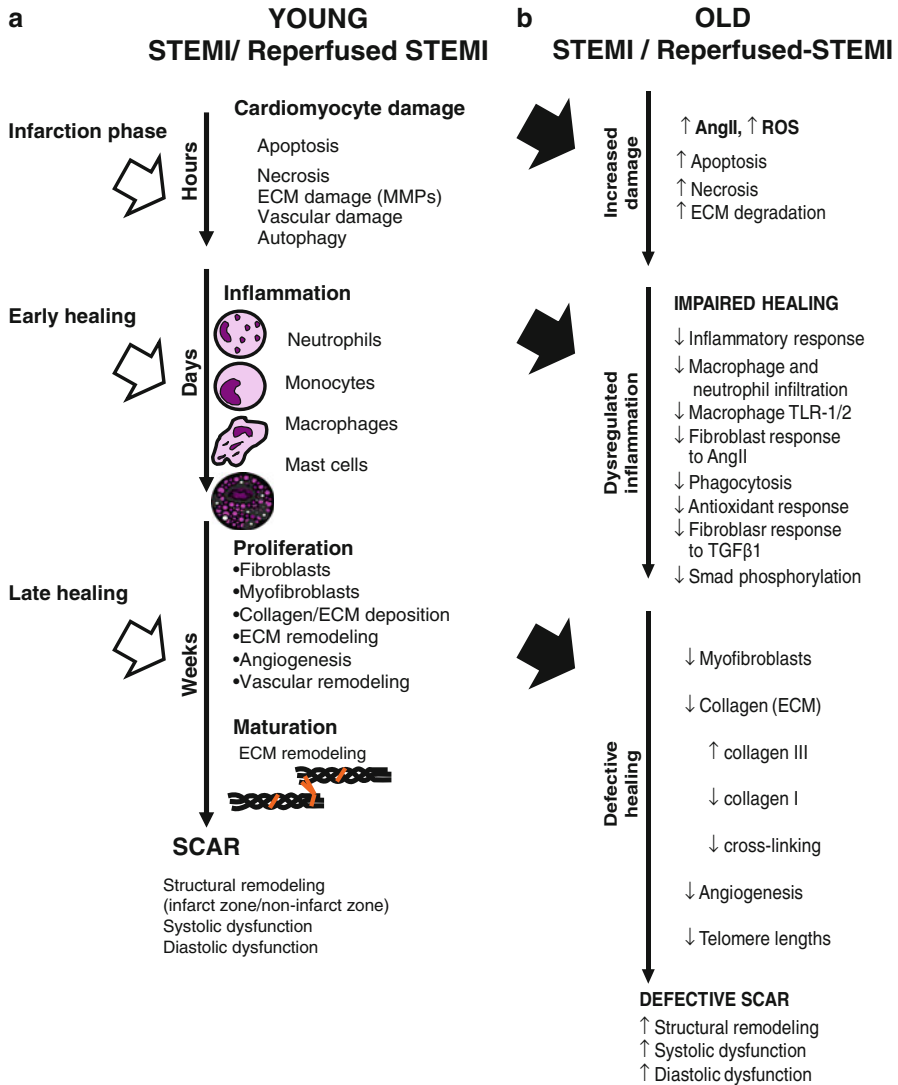 a
YOUNG
STEMI/ Reperfused STEMI
Infarction phase
Hours
Cardiomyocyte damage
Apoptosis
Necrosis
ECM damage (MMPs)
Vascular damage
Autophagy
Early healing
Days
Inflammation
Neutrophils
Monocytes
Macrophages
Mast cells
Late healing
Weeks
Proliferation
•Fibroblasts
•Myofibroblasts
•Collagen/ECM deposition
•ECM remodeling
•Angiogenesis
•Vascular remodeling
Maturation
ECM remodeling
SCAR
Structural remodeling
(infarct zone/non-infarct zone)
Systolic dysfunction
Diastolic dysfunction
b
OLD
STEMI / Reperfused-STEMI
Increased
damage
↑ AngII, ↑ ROS
↑ Apoptosis
↑ Necrosis
↑ ECM degradation
Dysregulated
inflammation
IMPAIRED HEALING
↓ Inflammatory response
↓ Macrophage and
neutrophil infiltration
↓ Macrophage TLR-1/2
↓ Fibroblast response
to AngII
↓ Phagocytosis
↓ Antioxidant response
↓ Fibroblasr response
to TGFβ1
↓ Smad phosphorylation
Defective
healing
↓ Myofibroblasts
↓ Collagen (ECM)
↑ collagen III
↓ collagen I
↓ cross-linking
↓ Angiogenesis
↓ Telomere lengths
DEFECTIVE SCAR
↑ Structural remodeling
↑ Systolic dysfunction
↑ Diastolic dysfunction